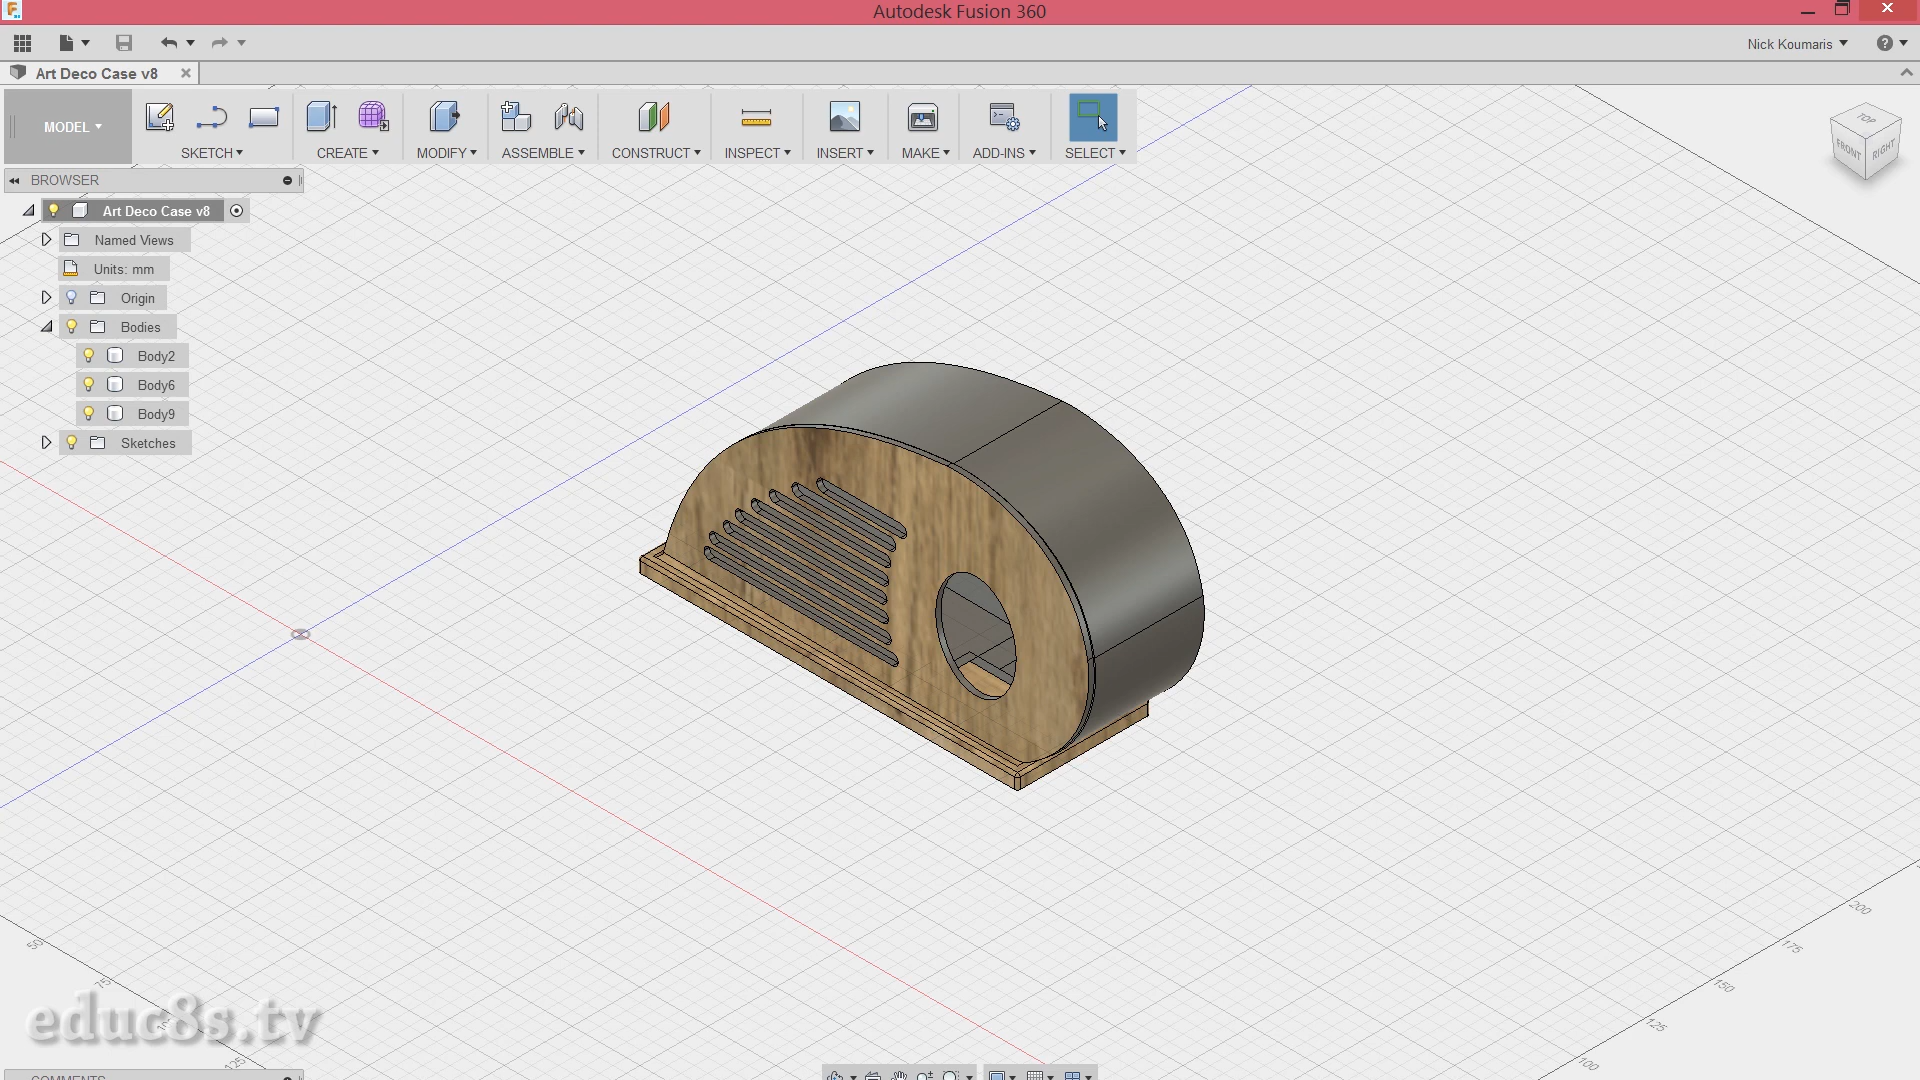 Autodesk Fusion 360
Nick Koumaris
Art Deco Case v8
MODEL
SKETCH
CREATE
MODIFY
ASSEMBLE
CONSTRUCT
INSPECT
INSERT
MAKE
ADD-INS
SELECT
TOP
FRONT
RIGHT
BROWSER
Art Deco Case v8
Named Views
Units: mm
Origin
Bodies
Body2
Body6
Body9
Sketches
200
50
175
75
150
educ8s.tv
125
125
100
COMMENTS